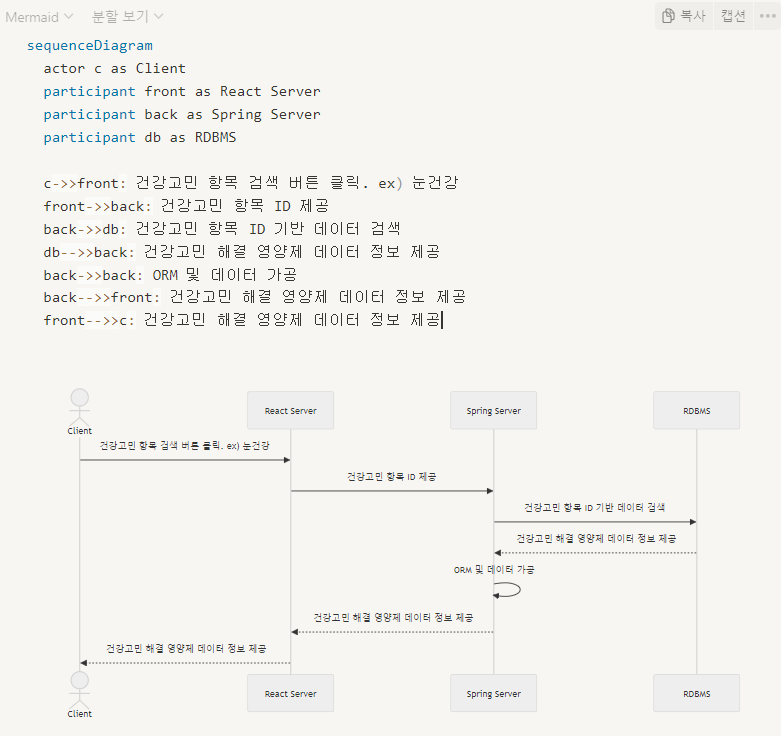 Mermaid 분할 보기 복사 캡션
sequenceDiagram
actor c as Client
participant front as React Server
participant back as Spring Server
participant db as RDBMS
c->>front: 건강고민 항목 검색 버튼 클릭. ex) 눈건강
front->>back: 건강고민 항목 ID 제공
back->>db: 건강고민 항목 ID 기반 데이터 검색
db-->>back: 건강고민 해결 영양제 데이터 정보 제공
back->>back: ORM 및 데이터 가공
back-->>front: 건강고민 해결 영양제 데이터 정보 제공
front-->>c: 건강고민 해결 영양제 데이터 정보 제공
React Server Spring Server RDBMS
Client
건강고민 항목 검색 버튼 클릭. ex) 눈건강
건강고민 항목 ID 제공
건강고민 항목 ID 기반 데이터 검색
건강고민 해결 영양제 데이터 정보 제공
ORM 및 데이터 가공
건강고민 해결 영양제 데이터 정보 제공
건강고민 해결 영양제 데이터 정보 제공
React Server Spring Server RDBMS
Client